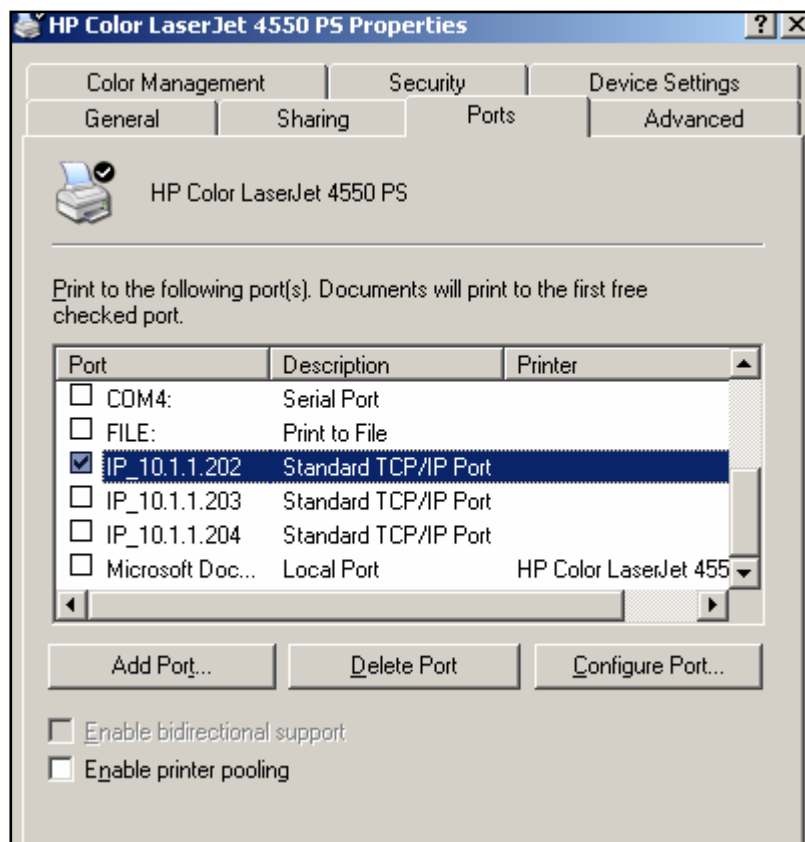 HP Color LaserJet 4550 PS Properties
? X
Color Management Security Device Settings
General Sharing Ports Advanced
HP Color LaserJet 4550 PS
Print to the following port(s). Documents will print to the first free
checked port.
Port Description Printer
COM4: Serial Port
FILE: Print to File
IP_10.1.1.202 Standard TCP/IP Port
IP_10.1.1.203 Standard TCP/IP Port
IP_10.1.1.204 Standard TCP/IP Port
Microsoft Doc... Local Port HP Color LaserJet 455
Add Port... Delete Port Configure Port...
Enable bidirectional support
Enable printer pooling